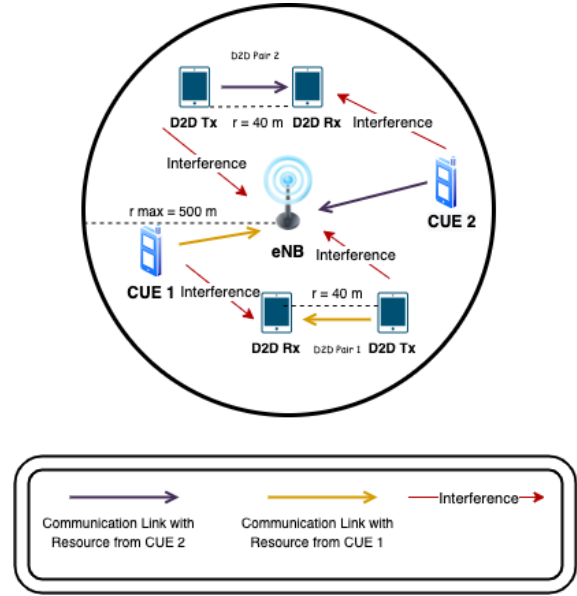 D2D Pair 2
D2D Tx
D2D Rx
r = 40 m
Interference
Interference
CUE 2
r max = 500 m
eNB
Interference
CUE 1
Interference
r = 40 m
D2D Rx
D2D Pair 1
D2D Tx
Interference
Communication Link with
Resource from CUE 2
Communication Link with
Resource from CUE 1